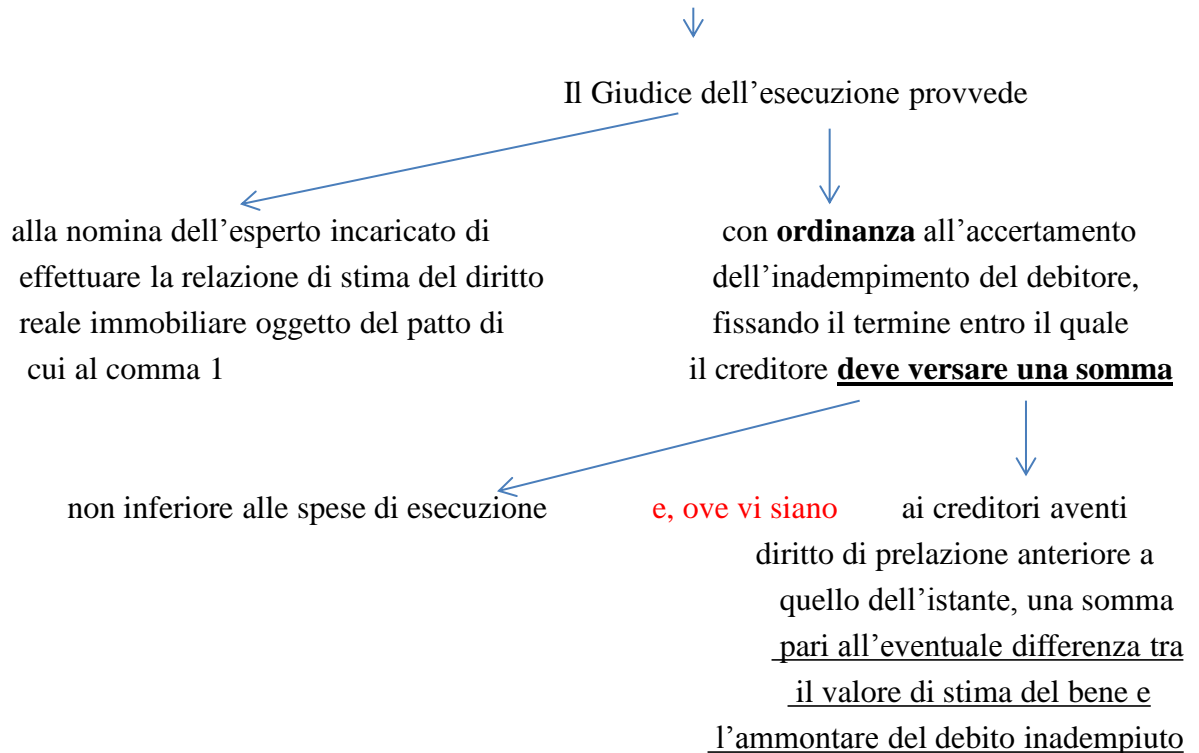 Il Giudice dell’esecuzione provvede
alla nomina dell’esperto incaricato di
effettuare la relazione di stima del diritto
reale immobiliare oggetto del patto di
cui al comma 1
con ordinanza all’accertamento
dell’inadempimento del debitore,
fissando il termine entro il quale
il creditore deve versare una somma
non inferiore alle spese di esecuzione
e, ove vi siano ai creditori aventi
diritto di prelazione anteriore a
quello dell’istante, una somma
pari all’eventuale differenza tra
il valore di stima del bene e
l’ammontare del debito inadempiuto